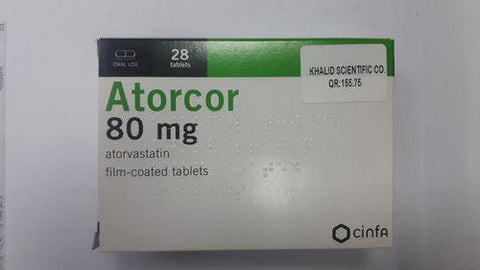 28
tablets
ORAL USE
KHALID SCIENTIFIC CO.
QR:155.75
Atorcor
80 mg
atorvastatin
film-coated tablets
cinfa